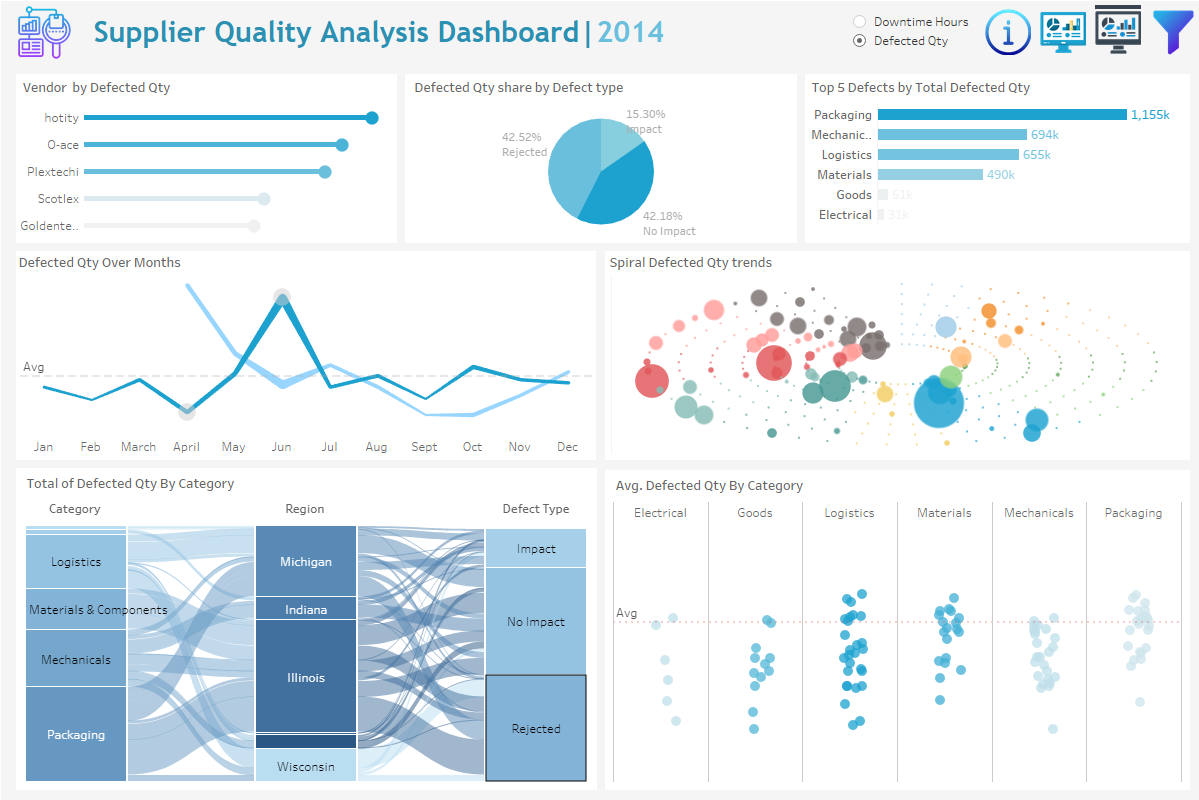 Supplier Quality Analysis Dashboard | 2014
Downtime Hours
Defected Qty
Vendor by Defected Qty
hotity
O-ace
Plextechi
Scotlex
Goldente..
Defected Qty share by Defect type
15.30%
Impact
42.52%
Rejected
42.18%
No Impact
Top 5 Defects by Total Defected Qty
Packaging 1,155k
Mechanic.. 694k
Logistics 655k
Materials 490k
Goods 51k
Electrical 31k
Defected Qty Over Months
Avg
Jan Feb March April May Jun Jul Aug Sept Oct Nov Dec
Spiral Defected Qty trends
Total of Defected Qty By Category
Category Region Defect Type
Logistics
Materials & Components
Mechanicals
Packaging
Michigan
Indiana
Illinois
Wisconsin
Impact
No Impact
Rejected
Avg. Defected Qty By Category
Electrical Goods Logistics Materials Mechanicals Packaging
Avg